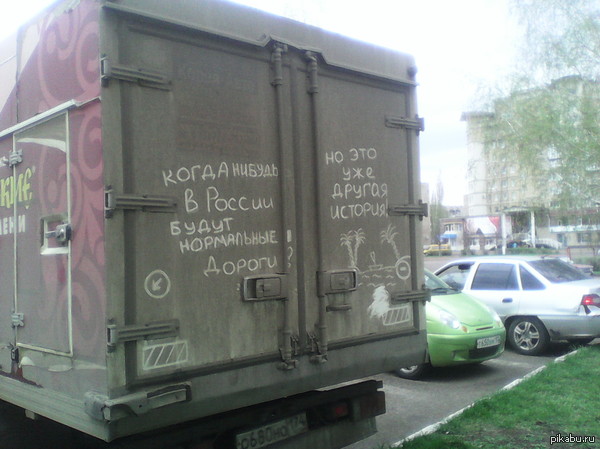 КОГДА НИБУДЬ
В РОССИИ
БУДУТ
НОРМАЛЬНЫЕ
ДОРОГИ
НО ЭТО
УЖЕ
ДРУГАЯ
ИСТОРИЯ!
pikabu.ru